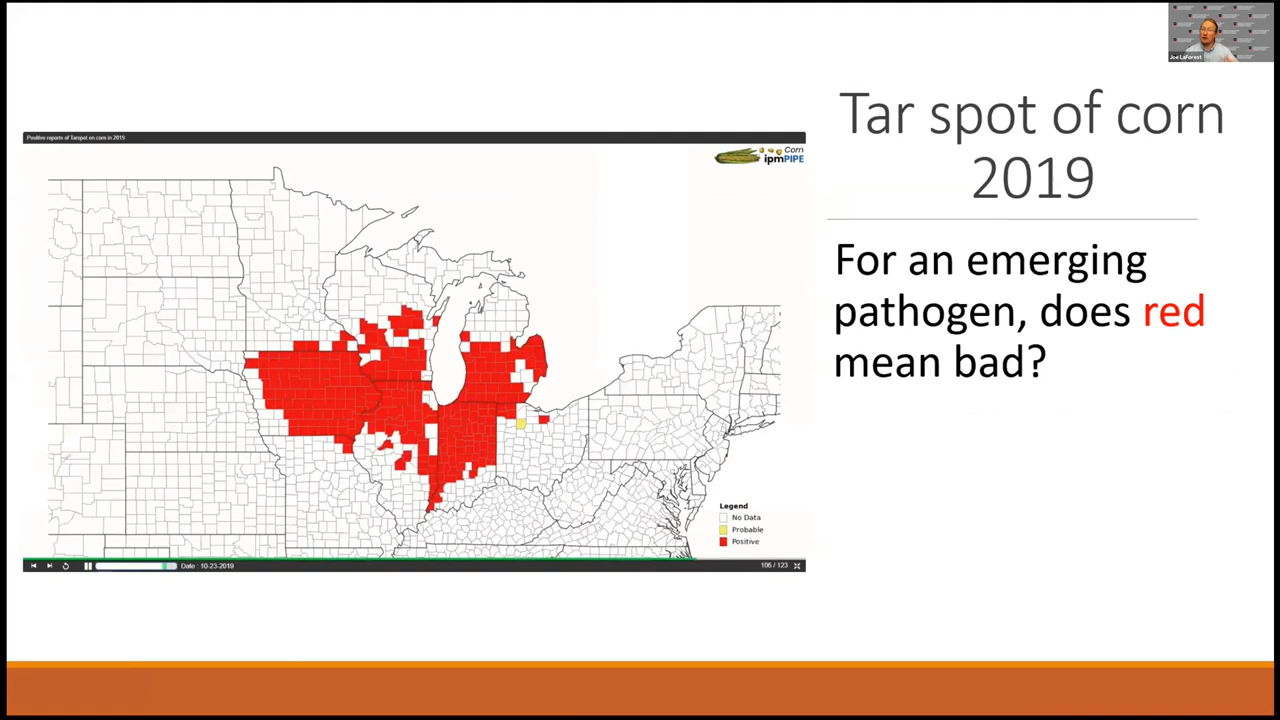 Joe LaForest
Tar spot of corn
2019
Positive reports of Tarspot on corn in 2019
Corn
ipmPIPE
For an emerging
pathogen, does red
mean bad?
Legend
No Data
Probable
Positive
Date : 10-23-2019
106 / 123